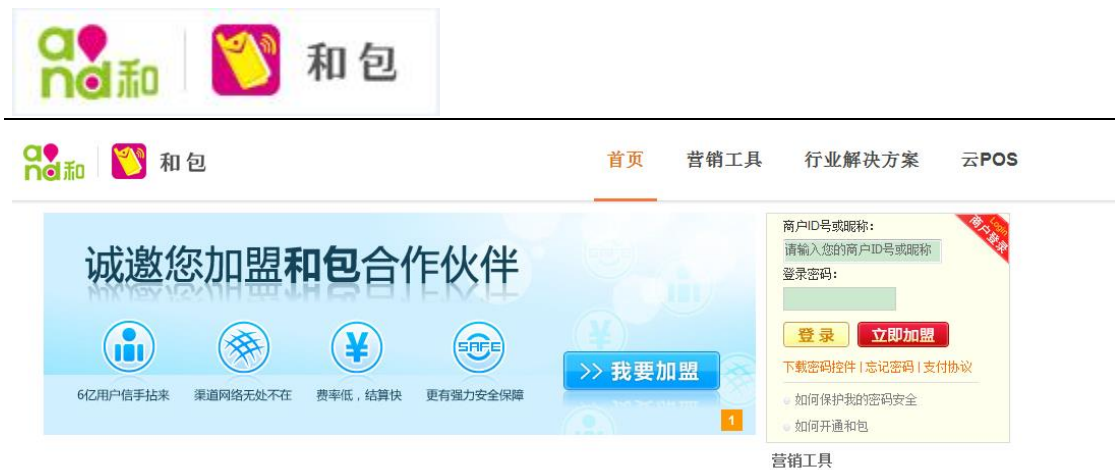 and和 和包
and和 和包 首页 营销工具 行业解决方案 云POS
诚邀您加盟和包合作伙伴
SAFE
6亿用户信手拈来 渠道网络无处不在 费率低，结算快 更有强力安全保障
>> 我要加盟
1
商户ID号或昵称：
Login
商户登录
请输入您的商户ID号或昵称
登录密码：
登录 立即加盟
下载密码控件 | 忘记密码 | 支付协议
如何保护我的密码安全
如何开通和包
营销工具